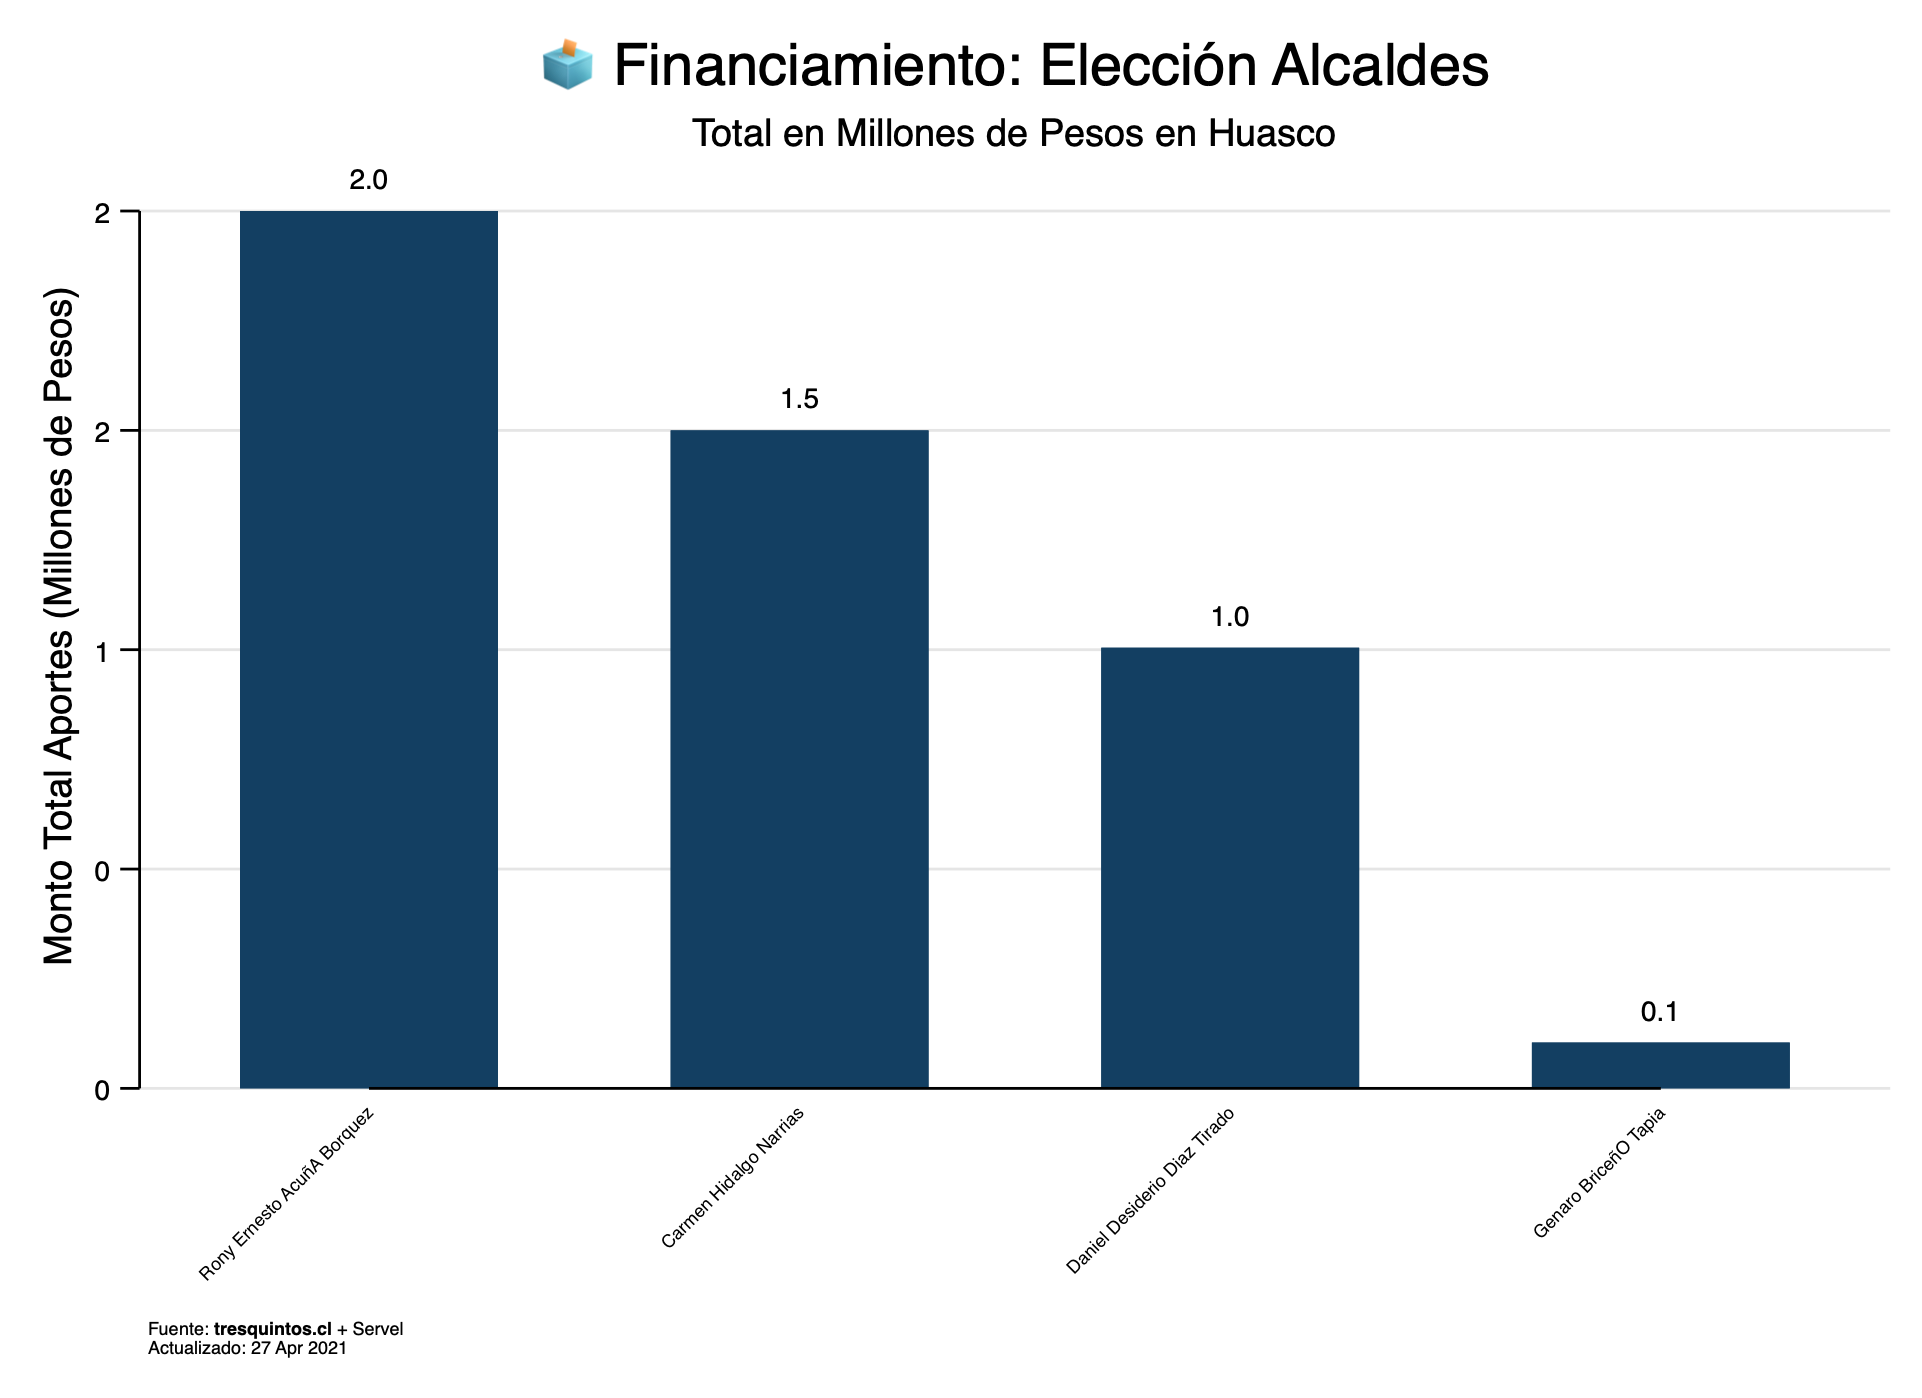 Financiamiento: Elección Alcaldes
Total en Millones de Pesos en Huasco
Monto Total Aportes (Millones de Pesos)
2
2
1
0
0
2.0
1.5
1.0
0.1
Rony Ernesto AcuñA Borquez
Carmen Hidalgo Narrias
Daniel Desiderio Diaz Tirado
Genaro BriceñO Tapia
Fuente: tresquintos.cl + Servel
Actualizado: 27 Apr 2021